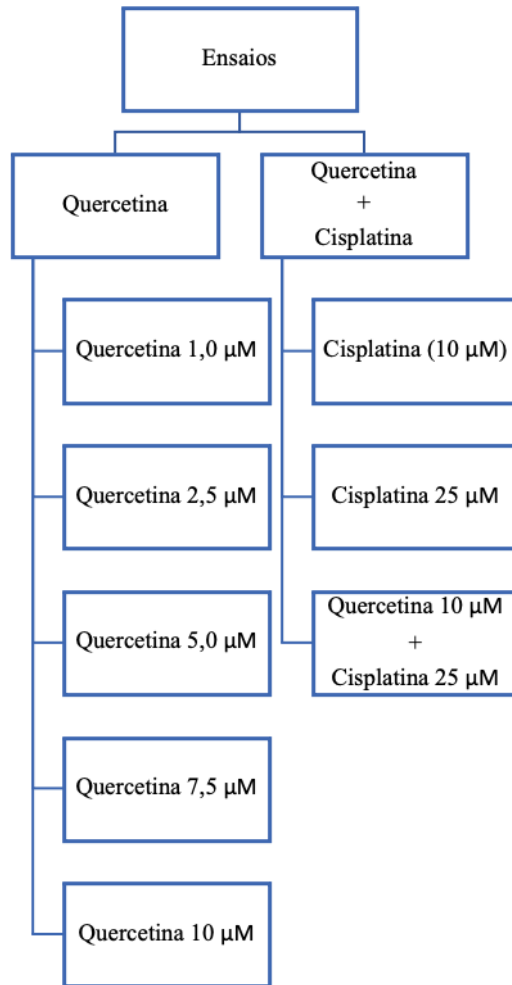 Ensaios
Quercetina
Quercetina
+
Cisplatina
Quercetina 1,0 µM
Quercetina 2,5 µM
Quercetina 5,0 µM
Quercetina 7,5 µM
Quercetina 10 µM
Cisplatina (10 µM)
Cisplatina 25 µM
Quercetina 10 µM
+
Cisplatina 25 µM